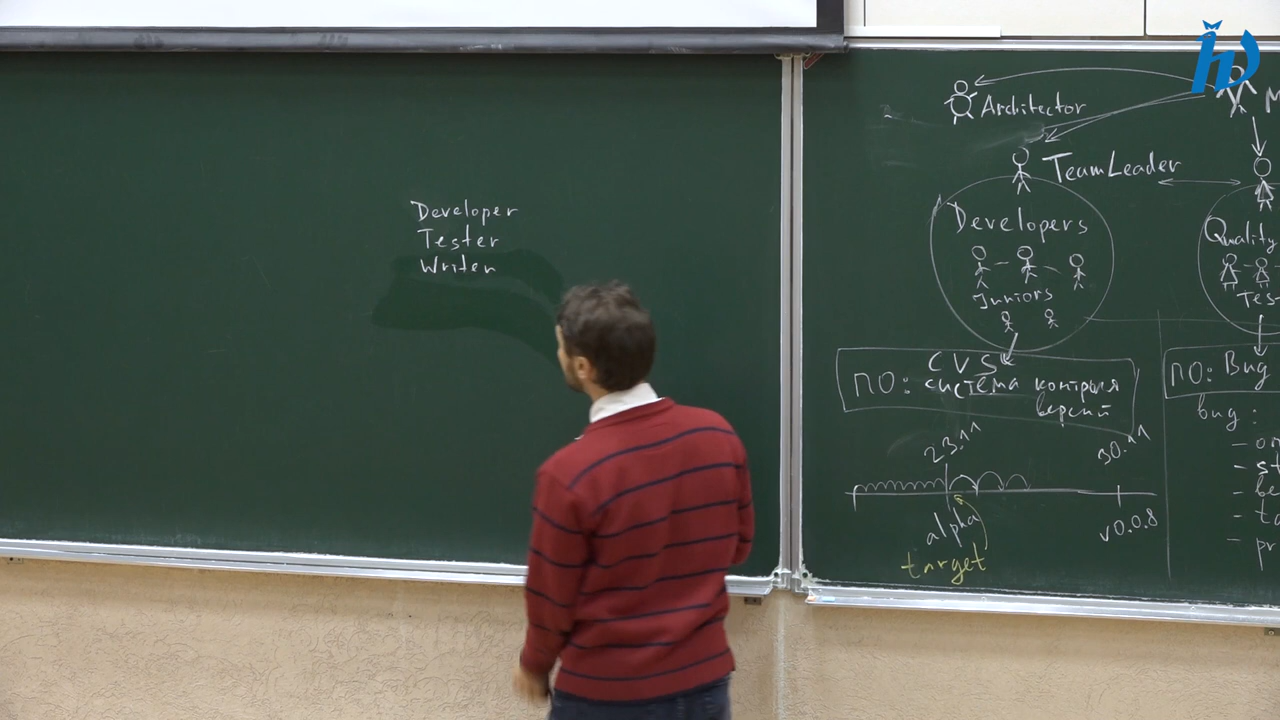 Developer
Tester
Writer
Architector
TeamLeader
Developers
Juniors
CVS
ПО: система контроля
версий
23.11
30.11
alpha
v0.0.8
target
Quality
ПО: Bug
bug :